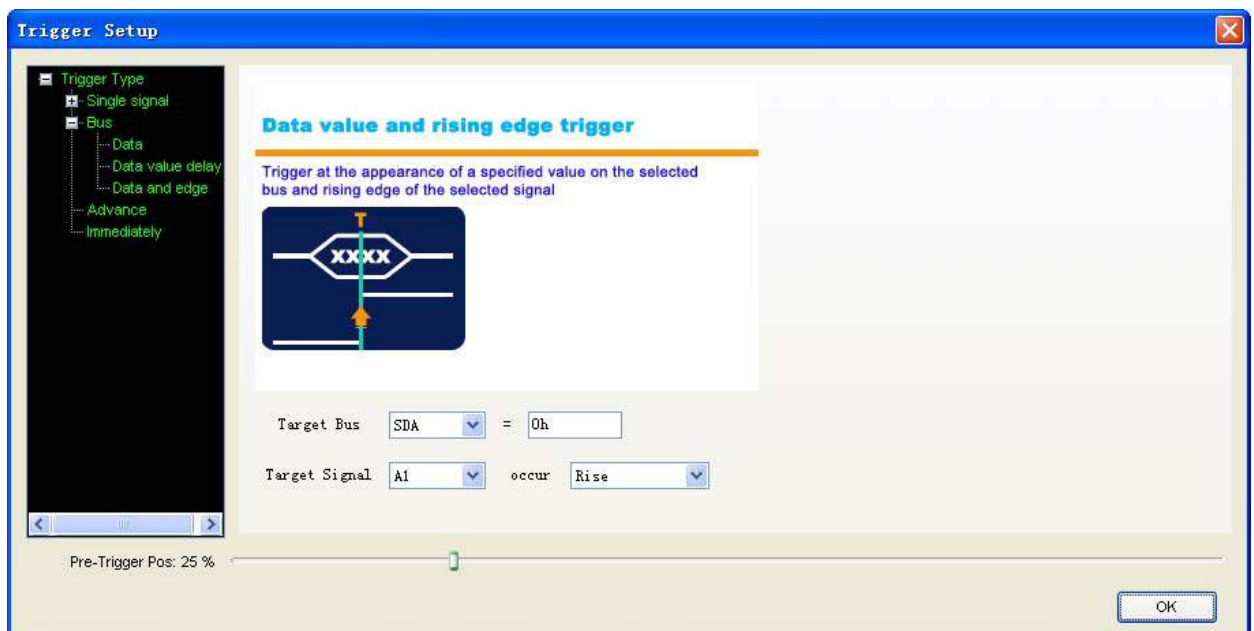 Trigger Setup
Trigger Type
Single signal
Bus
Data
Data value delay
Data and edge
Advance
Immediately
Data value and rising edge trigger
Trigger at the appearance of a specified value on the selected
bus and rising edge of the selected signal
T
XXXX
Target Bus SDA = 0h
Target Signal A1 occur Rise
Pre-Trigger Pos: 25 %
OK